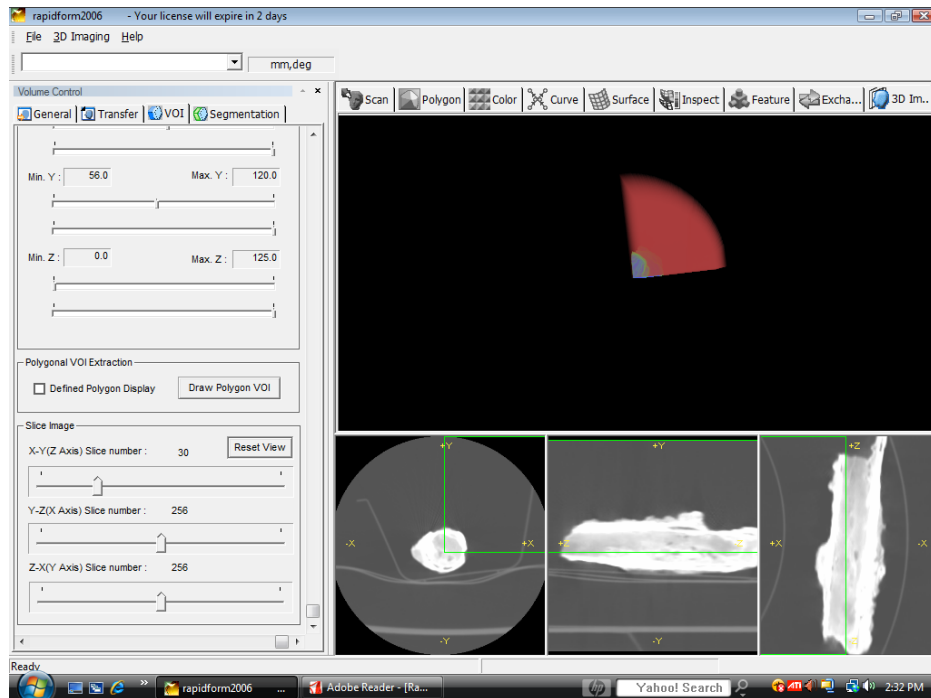 rapidform2006 - Your license will expire in 2 days
File 3D Imaging Help
mm,deg
Volume Control
General Transfer VOI Segmentation
Scan Polygon Color Curve Surface Inspect Feature Excha... 3D Im..
Min. Y : 56.0 Max. Y : 120.0
Min. Z : 0.0 Max. Z : 125.0
Polygonal VOI Extraction
Defined Polygon Display Draw Polygon VOI
Slice Image
X-Y(Z Axis) Slice number : 30 Reset View
Y-Z(X Axis) Slice number : 256
Z-X(Y Axis) Slice number : 256
+Y +Y +Z
-X +X +Z +X -X
-Y -Y
Ready
rapidform2006 ... Adobe Reader - [Ra... hp Yahoo! Search ATI 2:32 PM